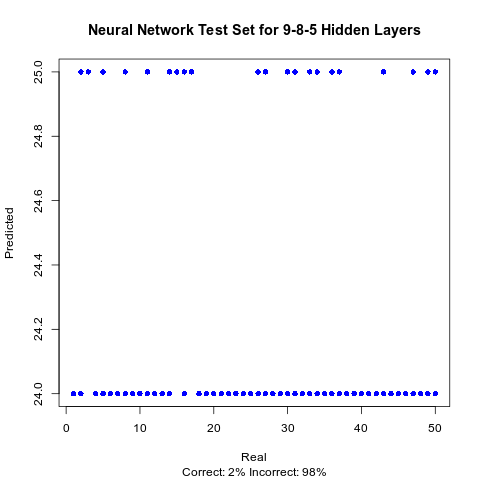 Neural Network Test Set for 9-8-5 Hidden Layers
25.0
24.8
24.6
24.4
24.2
24.0
Predicted
0 10 20 30 40 50
Real
Correct: 2% Incorrect: 98%